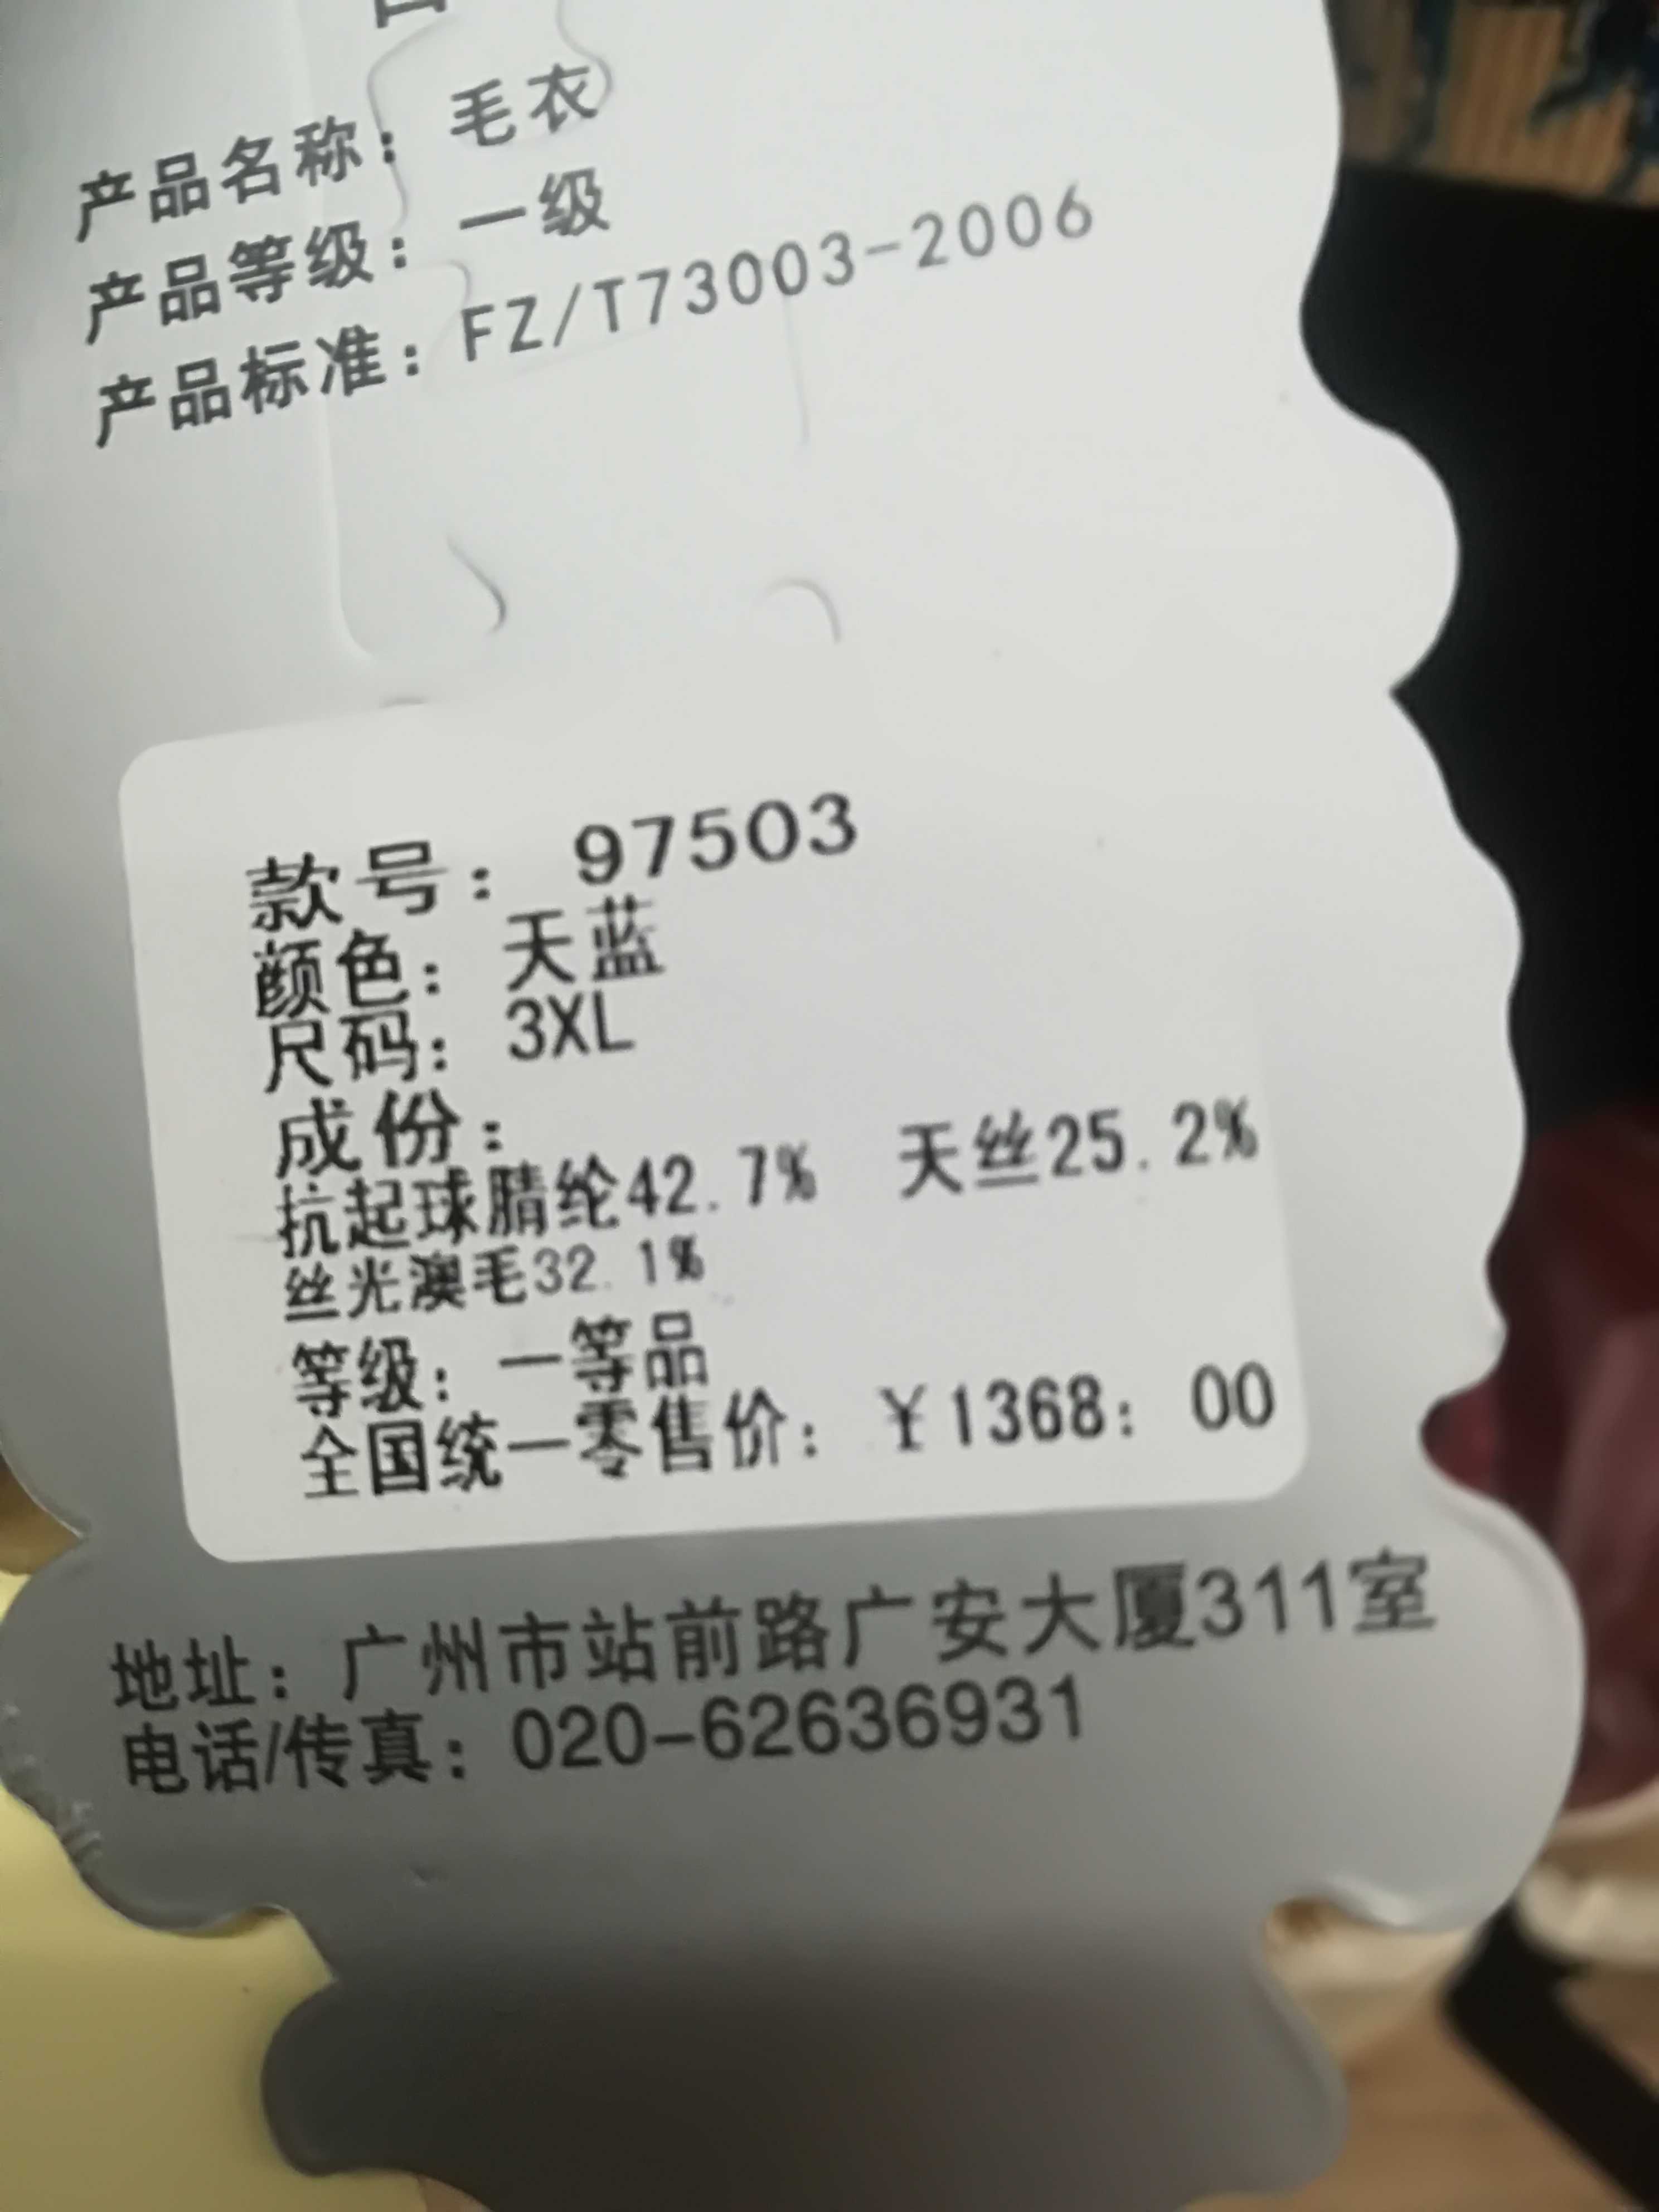 产品名称：毛衣
产品等级：一级
产品标准：FZ/T73003-2006
款号：97503
颜色：天蓝
尺码：3XL
成份：
抗起球腈纶42.7% 天丝25.2%
丝光澳毛32.1%
等级：一等品
全国统一零售价：￥1368：00
地址：广州市站前路广安大厦311室
电话/传真：020-62636931